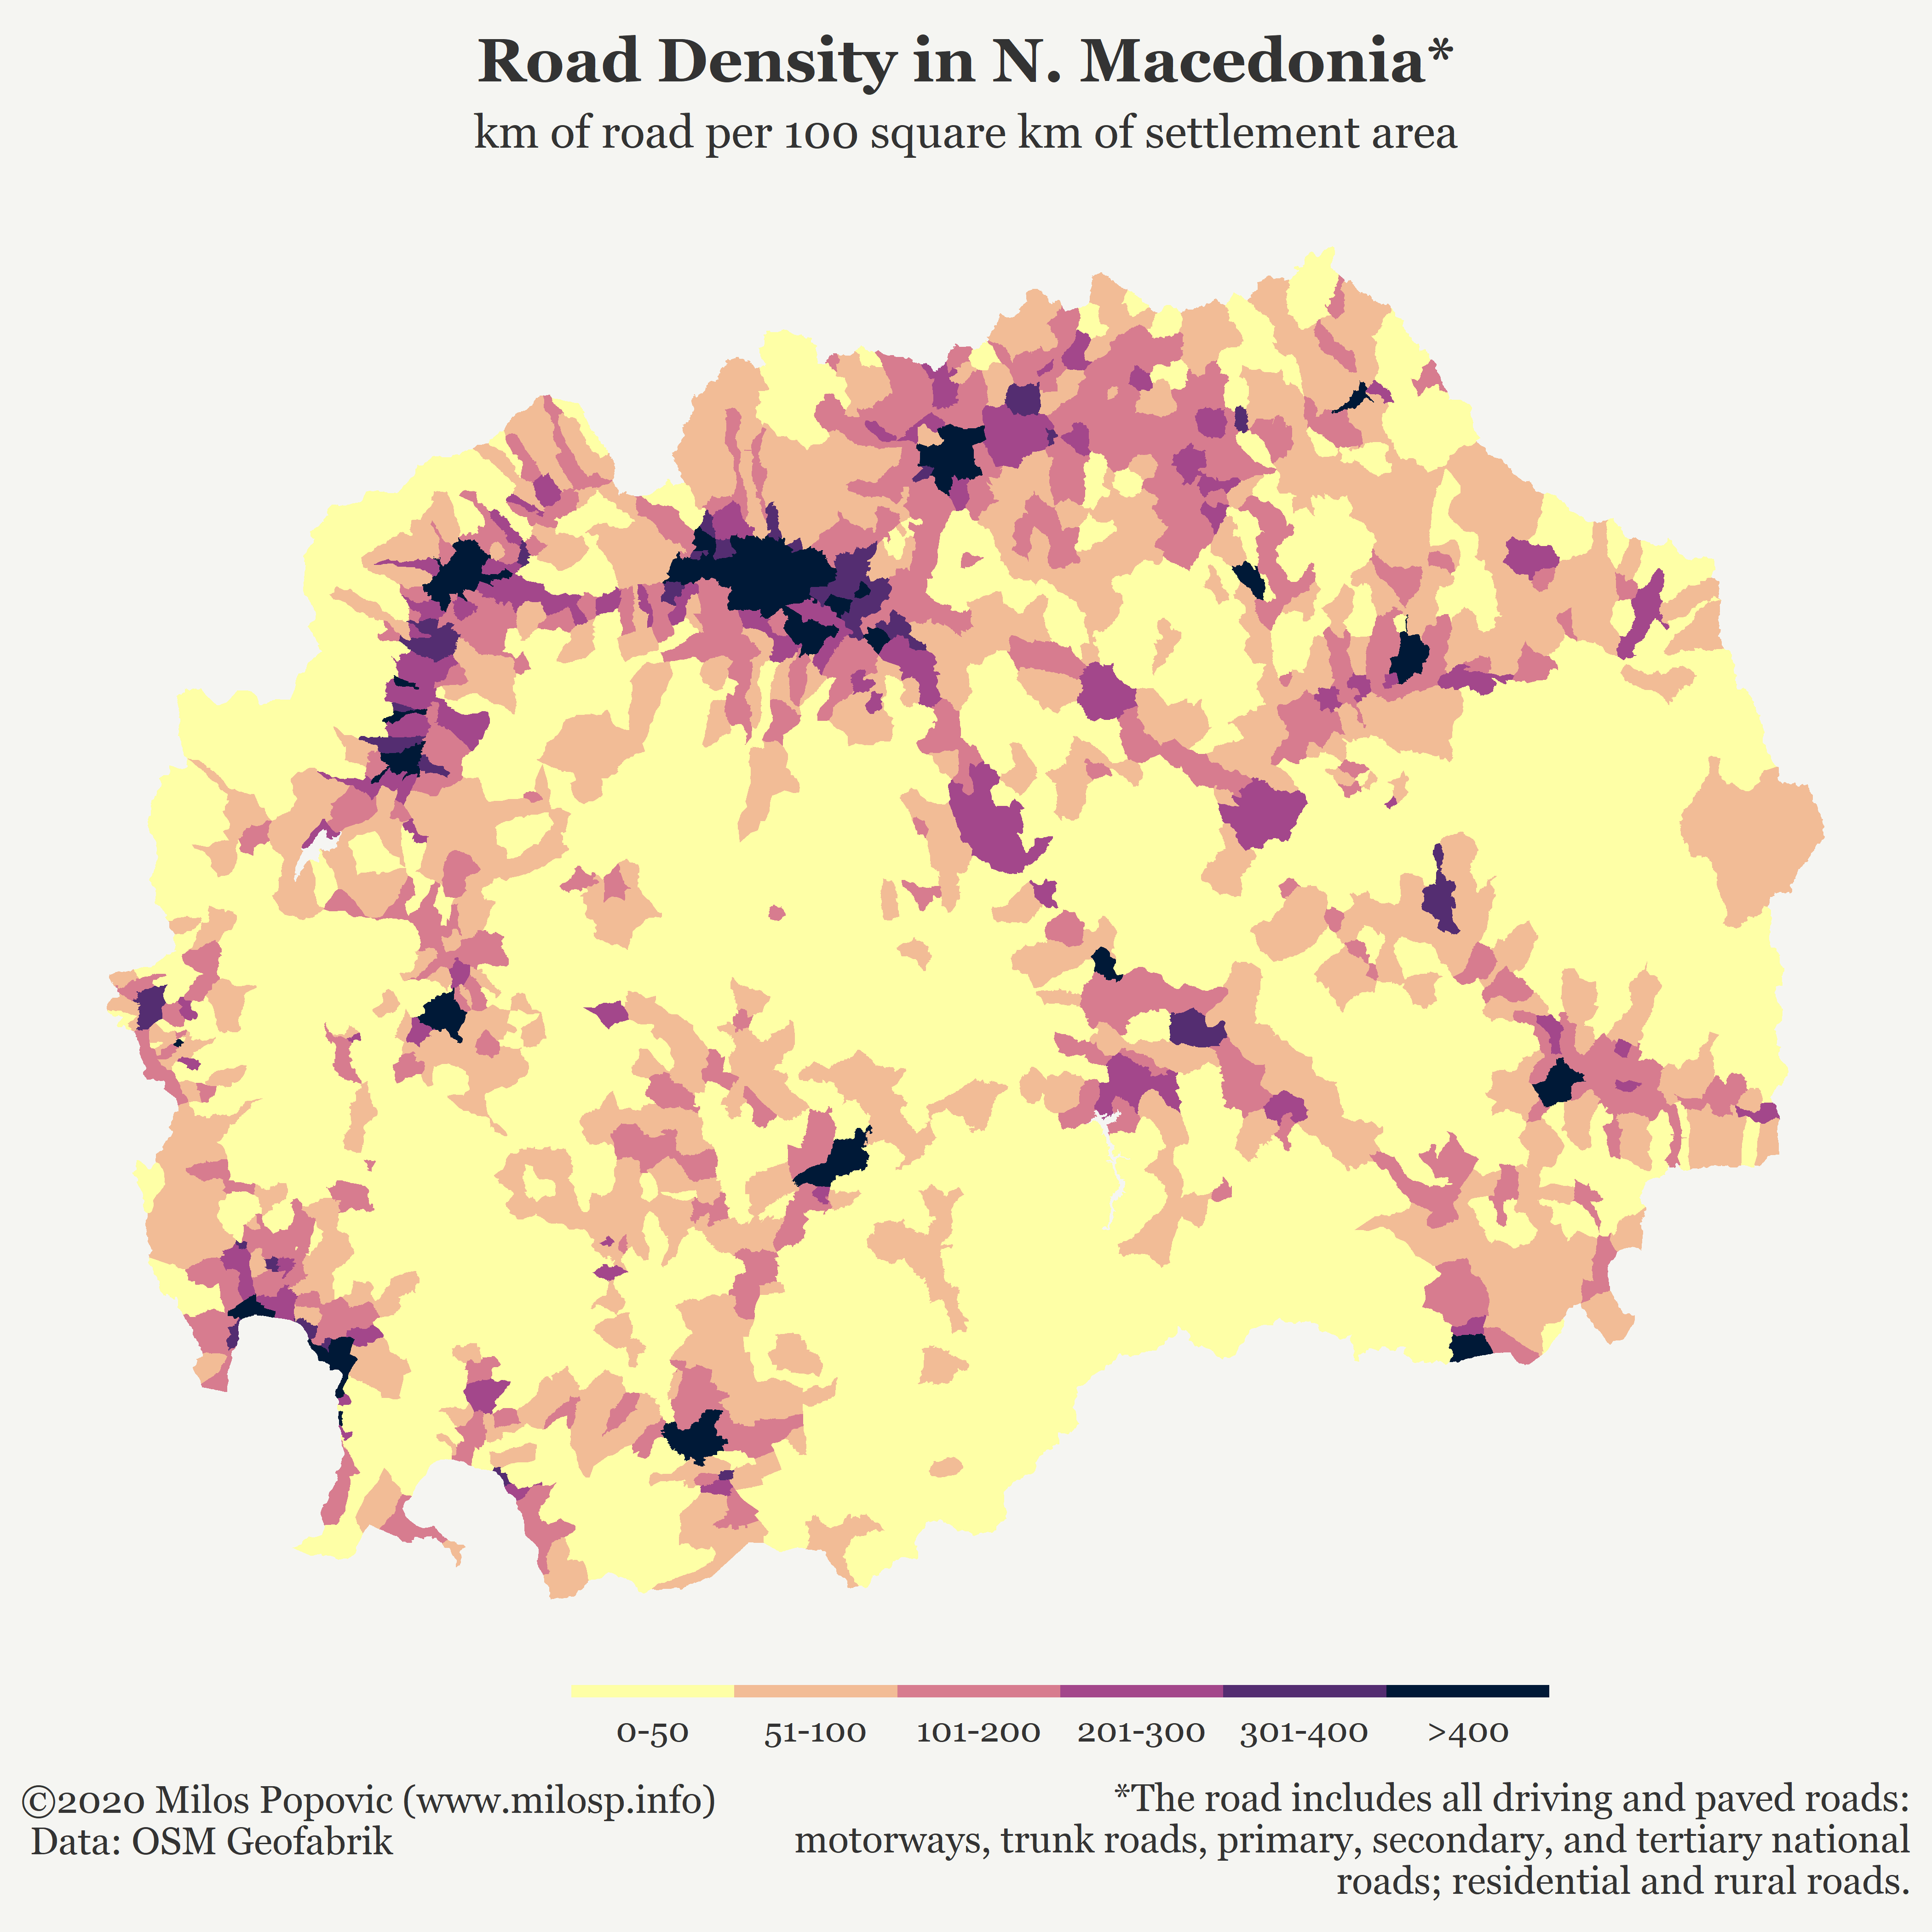 Road Density in N. Macedonia*
km of road per 100 square km of settlement area
0-50 51-100 101-200 201-300 301-400 >400
©2020 Milos Popovic (www.milosp.info)
Data: OSM Geofabrik
*The road includes all driving and paved roads:
motorways, trunk roads, primary, secondary, and tertiary national
roads; residential and rural roads.